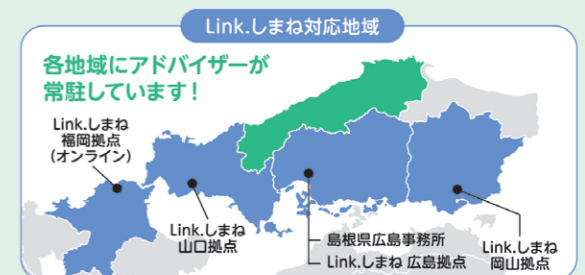 Link.しまね対応地域
各地域にアドバイザーが
常駐しています！
Link.しまね
福岡拠点
（オンライン）
Link.しまね
山口拠点
島根県広島事務所
Link.しまね 広島拠点
Link.しまね
岡山拠点